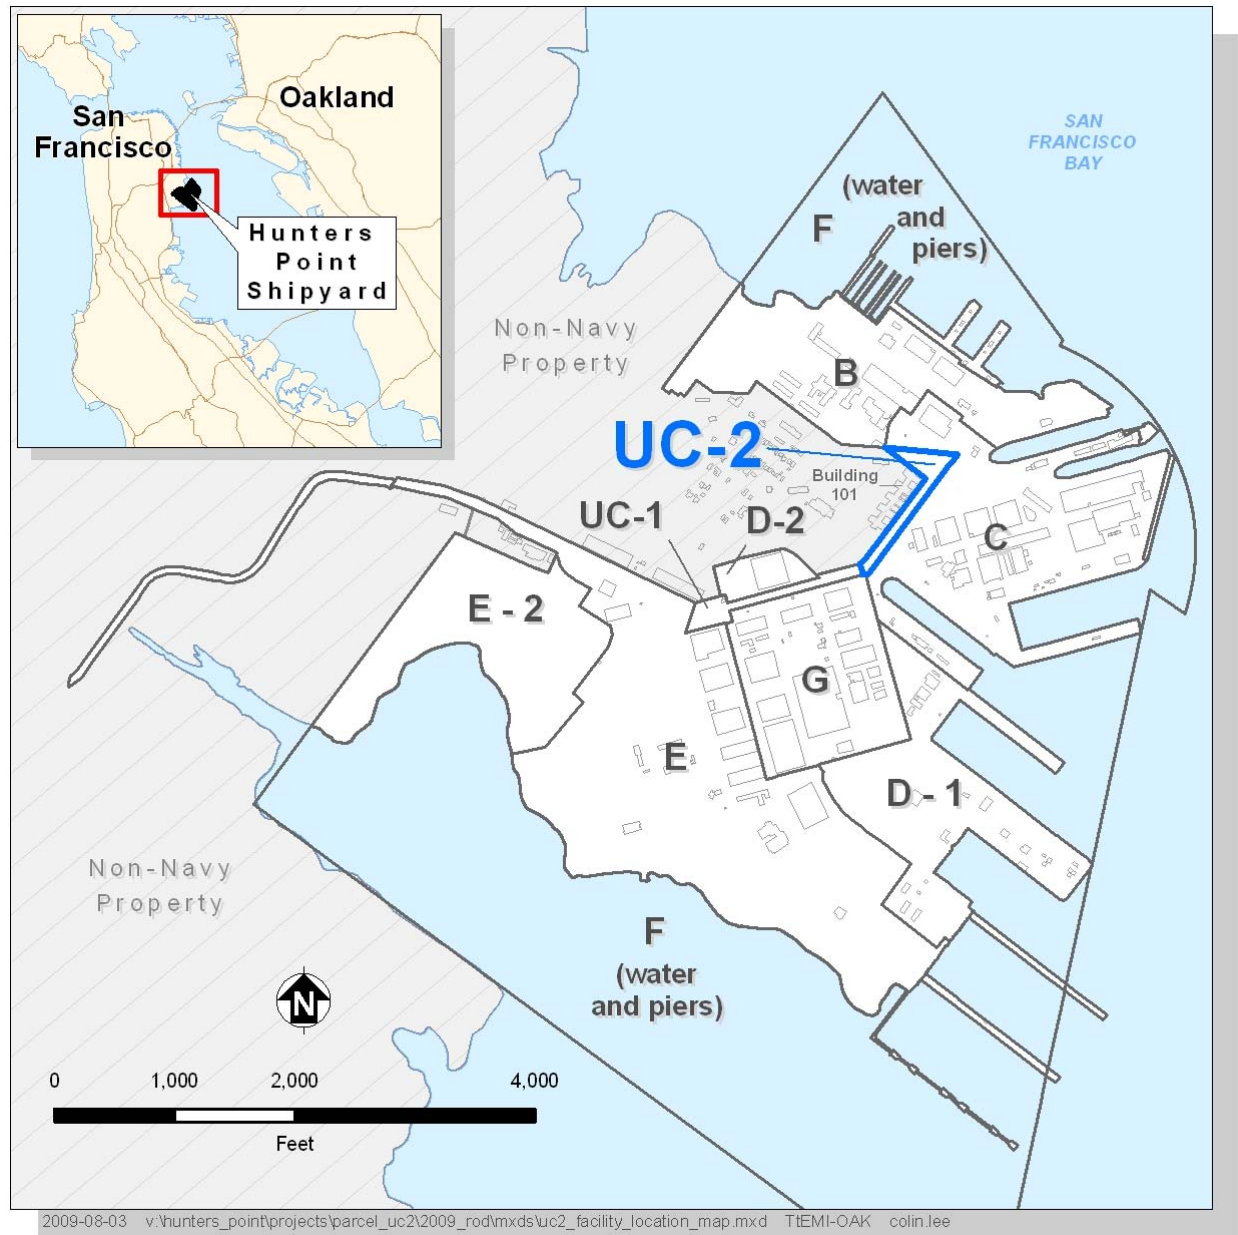 San
Francisco
Oakland
Hunters
Point
Shipyard
SAN
FRANCISCO
BAY
(water
and
piers)
F
Non-Navy
Property
B
UC-2
Building
101
UC-1
D-2
C
E - 2
G
E
D - 1
Non-Navy
Property
F
(water
and piers)
N
0 1,000 2,000 4,000
Feet
2009-08-03 v:\hunters_point\projects\parcel_uc2\2009_rod\mxds\uc2_facility_location_map.mxd TtEMI-OAK colin.lee